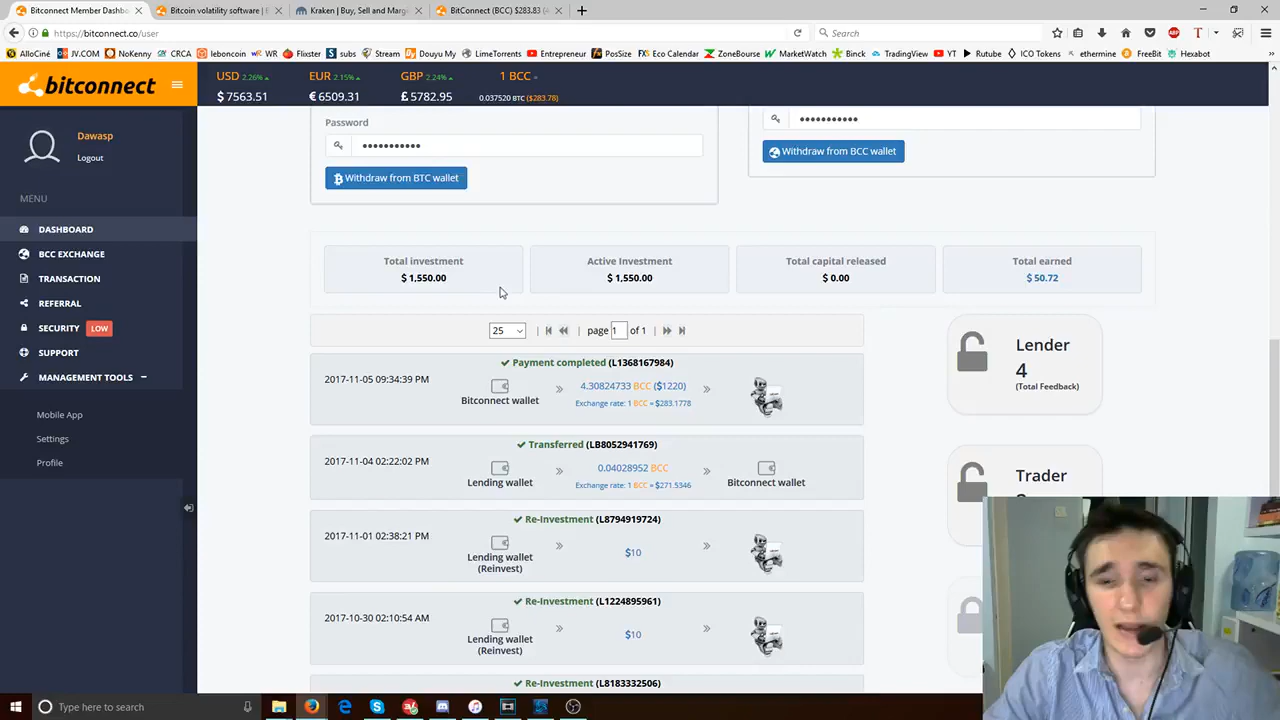 Bitconnect Member Dashbo
Bitcoin volatility software |
Kraken | Buy, Sell and Margi
BitConnect (BCC) $283.83 (
https://bitconnect.co/user
Search
AlloCiné
JV.COM
NoKenny
CRCA
leboncoin
WR
Flixster
subs
Stream
Douyu My
LimeTorrents
Entrepreneur
PosSize
Eco Calendar
ZoneBourse
MarketWatch
Binck
TradingView
YT
Rutube
ICO Tokens
ethermine
FreeBit
Hexabot
bitconnect
USD 2.26%
$ 7563.51
EUR 2.15%
€ 6509.31
GBP 2.24%
£ 5782.95
1 BCC =
0.037520 BTC ($283.78)
Dawasp
Logout
MENU
DASHBOARD
BCC EXCHANGE
TRANSACTION
REFERRAL
SECURITY LOW
SUPPORT
MANAGEMENT TOOLS
Mobile App
Settings
Profile
Password
Withdraw from BTC wallet
Withdraw from BCC wallet
Total investment
$ 1,550.00
Active Investment
$ 1,550.00
Total capital released
$ 0.00
Total earned
$ 50.72
25
page 1 of 1
Payment completed (L1368167984)
2017-11-05 09:34:39 PM
Bitconnect wallet
4.30824733 BCC ($1220)
Exchange rate: 1 BCC = $283.1778
Transferred (LB8052941769)
2017-11-04 02:22:02 PM
Lending wallet
0.04028952 BCC
Exchange rate: 1 BCC = $271.5346
Bitconnect wallet
Re-Investment (L8794919724)
2017-11-01 02:38:21 PM
Lending wallet
(Reinvest)
$10
Re-Investment (L1224895961)
2017-10-30 02:10:54 AM
Lending wallet
(Reinvest)
$10
Re-Investment (L8183332506)
Lender
4
(Total Feedback)
Trader
Type here to search